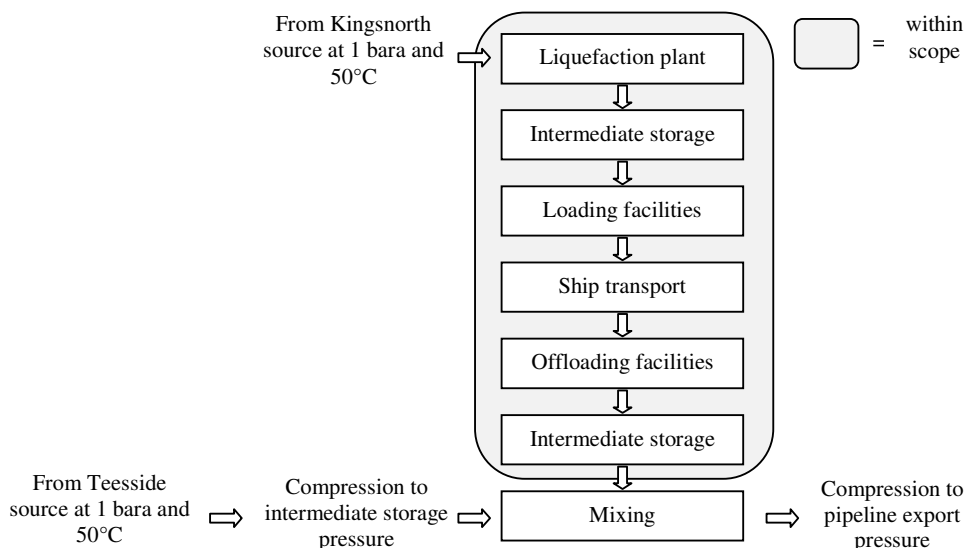 From Kingsnorth
source at 1 bara and
50°C
Liquefaction plant
= within
scope
Intermediate storage
Loading facilities
Ship transport
Offloading facilities
Intermediate storage
From Teesside
source at 1 bara and
50°C
Compression to
intermediate storage
pressure
Mixing
Compression to
pipeline export
pressure